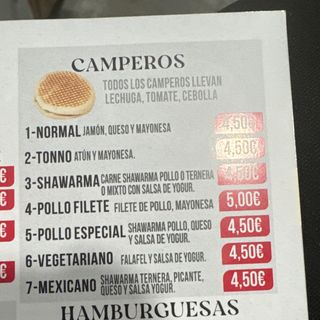 CAMPEROS
TODOS LOS CAMPEROS LLEVAN
LECHUGA, TOMATE, CEBOLLA
1-NORMAL JAMÓN, QUESO Y MAYONESA 4,50€
2-TONNO ATÚN Y MAYONESA. 4,50€
3-SHAWARMA CARNE SHAWARMA POLLO O TERNERA
O MIXTO CON SALSA DE YOGUR. 4,50€
4-POLLO FILETE FILETE DE POLLO, MAYONESA 5,00€
5-POLLO ESPECIAL SHAWARMA POLLO, QUESO
Y SALSA DE YOGUR. 4,50€
6-VEGETARIANO FALAFEL Y SALSA DE YOGUR. 4,50€
7-MEXICANO SHAWARMA TERNERA, PICANTE,
QUESO Y SALSA DE YOGUR. 4,50€
HAMBURGUESAS